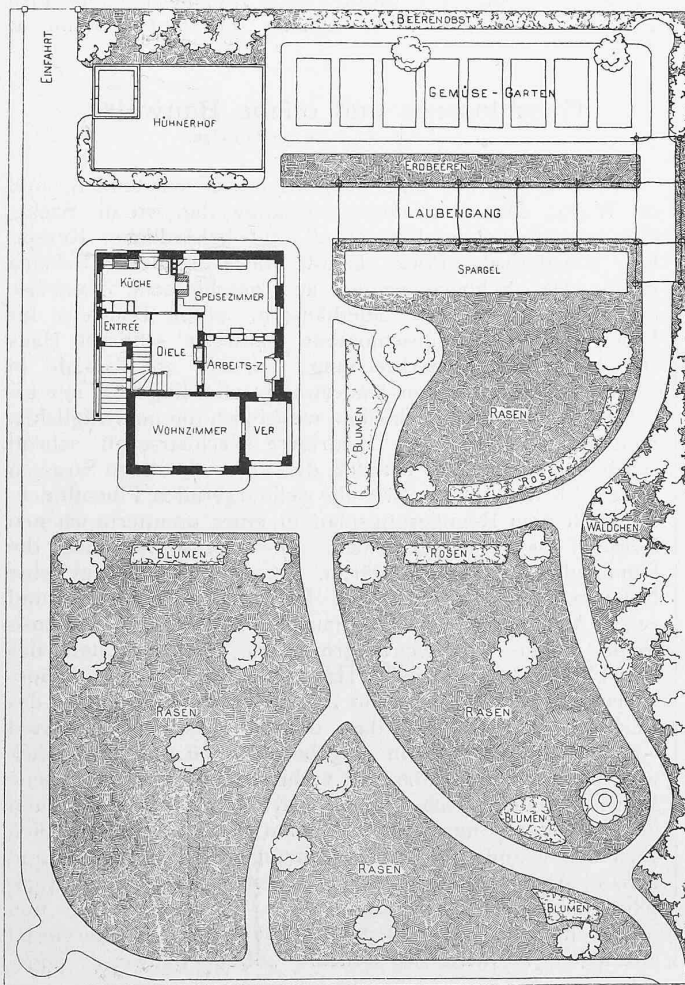 BEERENOBST
EINFAHRT
GEMÜSE-GARTEN
HÜHNERHOF
ERDBEEREN
LAUBENGANG
SPARGEL
KÜCHE
SPEISEZIMMER
ENTRÉE
DIELE
ARBEITS-Z.
WOHNZIMMER
VER
BLUMEN
RASEN
ROSEN
WÄLDCHEN
BLUMEN
ROSEN
RASEN
RASEN
BLUMEN
RASEN
BLUMEN